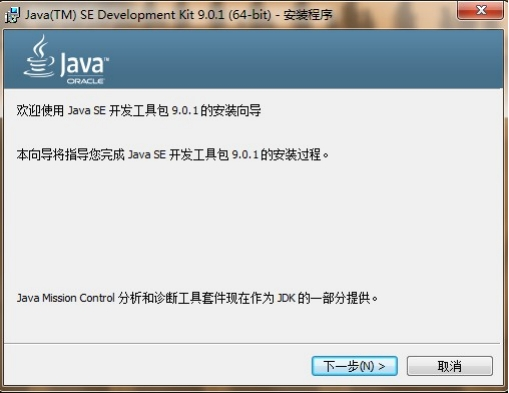 Java(TM) SE Development Kit 9.0.1 (64-bit) - 安装程序
Java™
ORACLE
欢迎使用 Java SE 开发工具包 9.0.1 的安装向导
本向导将指导您完成 Java SE 开发工具包 9.0.1 的安装过程。
Java Mission Control 分析和诊断工具套件现在作为 JDK 的一部分提供。
下一步(N) > 取消